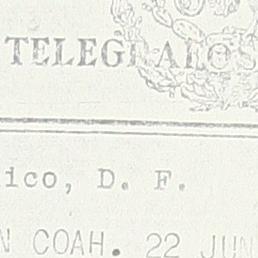 TELEGRAFOS
ico, D. F.
N COAH. 22 JUN